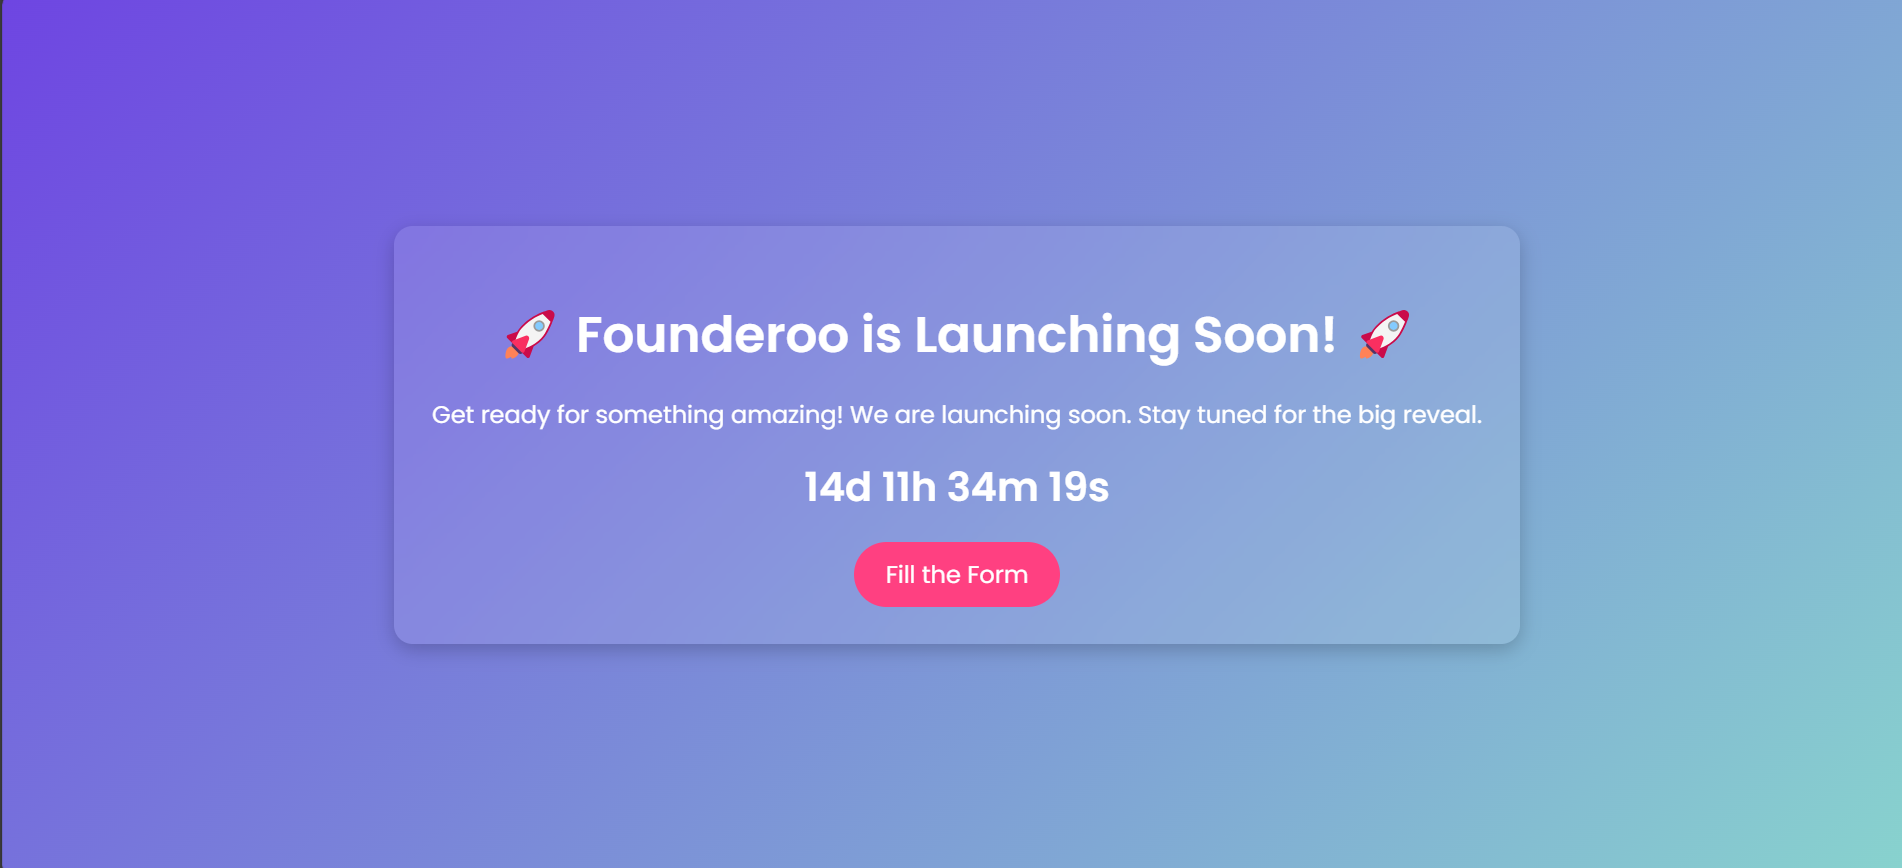 🚀 Founderoo is Launching Soon! 🚀
Get ready for something amazing! We are launching soon. Stay tuned for the big reveal.
14d 11h 34m 19s
Fill the Form